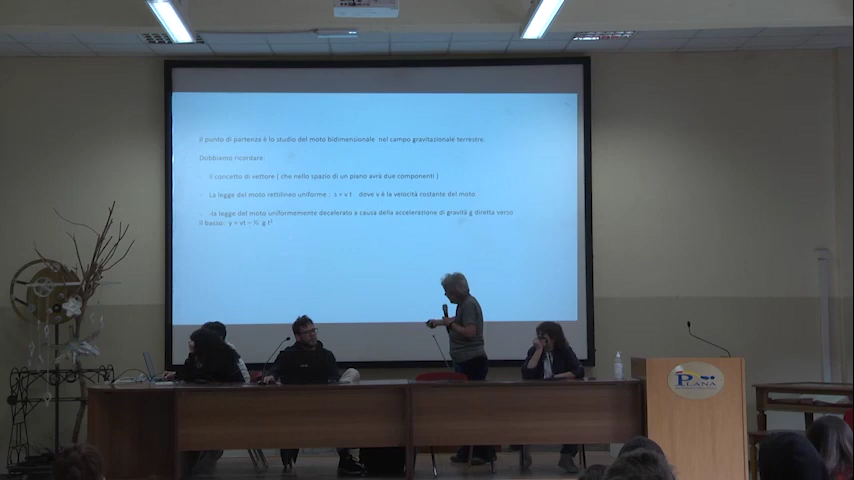 Il punto di partenza è lo studio del moto bidimensionale nel campo gravitazionale terrestre.
Dobbiamo ricordare
il concetto di vettore ( che nello spazio di un piano avrà due componenti )
- La legge del moto rettilineo uniforme : s = v t dove v è la velocità costante del moto
- la legge del moto uniformemente decelerato a causa della accelerazione di gravità g diretta verso
il basso: y = vt – ½ g t²
PLANA